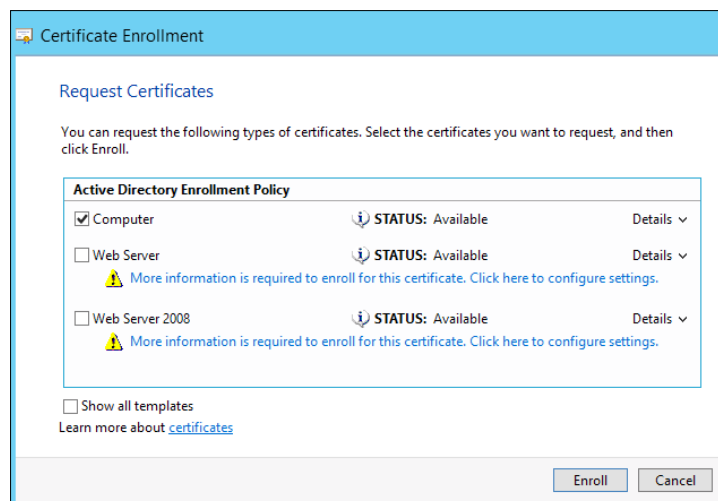 Certificate Enrollment
Request Certificates
You can request the following types of certificates. Select the certificates you want to request, and then
click Enroll.
Active Directory Enrollment Policy
Computer STATUS: Available Details
Web Server STATUS: Available Details
More information is required to enroll for this certificate. Click here to configure settings.
Web Server 2008 STATUS: Available Details
More information is required to enroll for this certificate. Click here to configure settings.
Show all templates
Learn more about certificates
Enroll Cancel